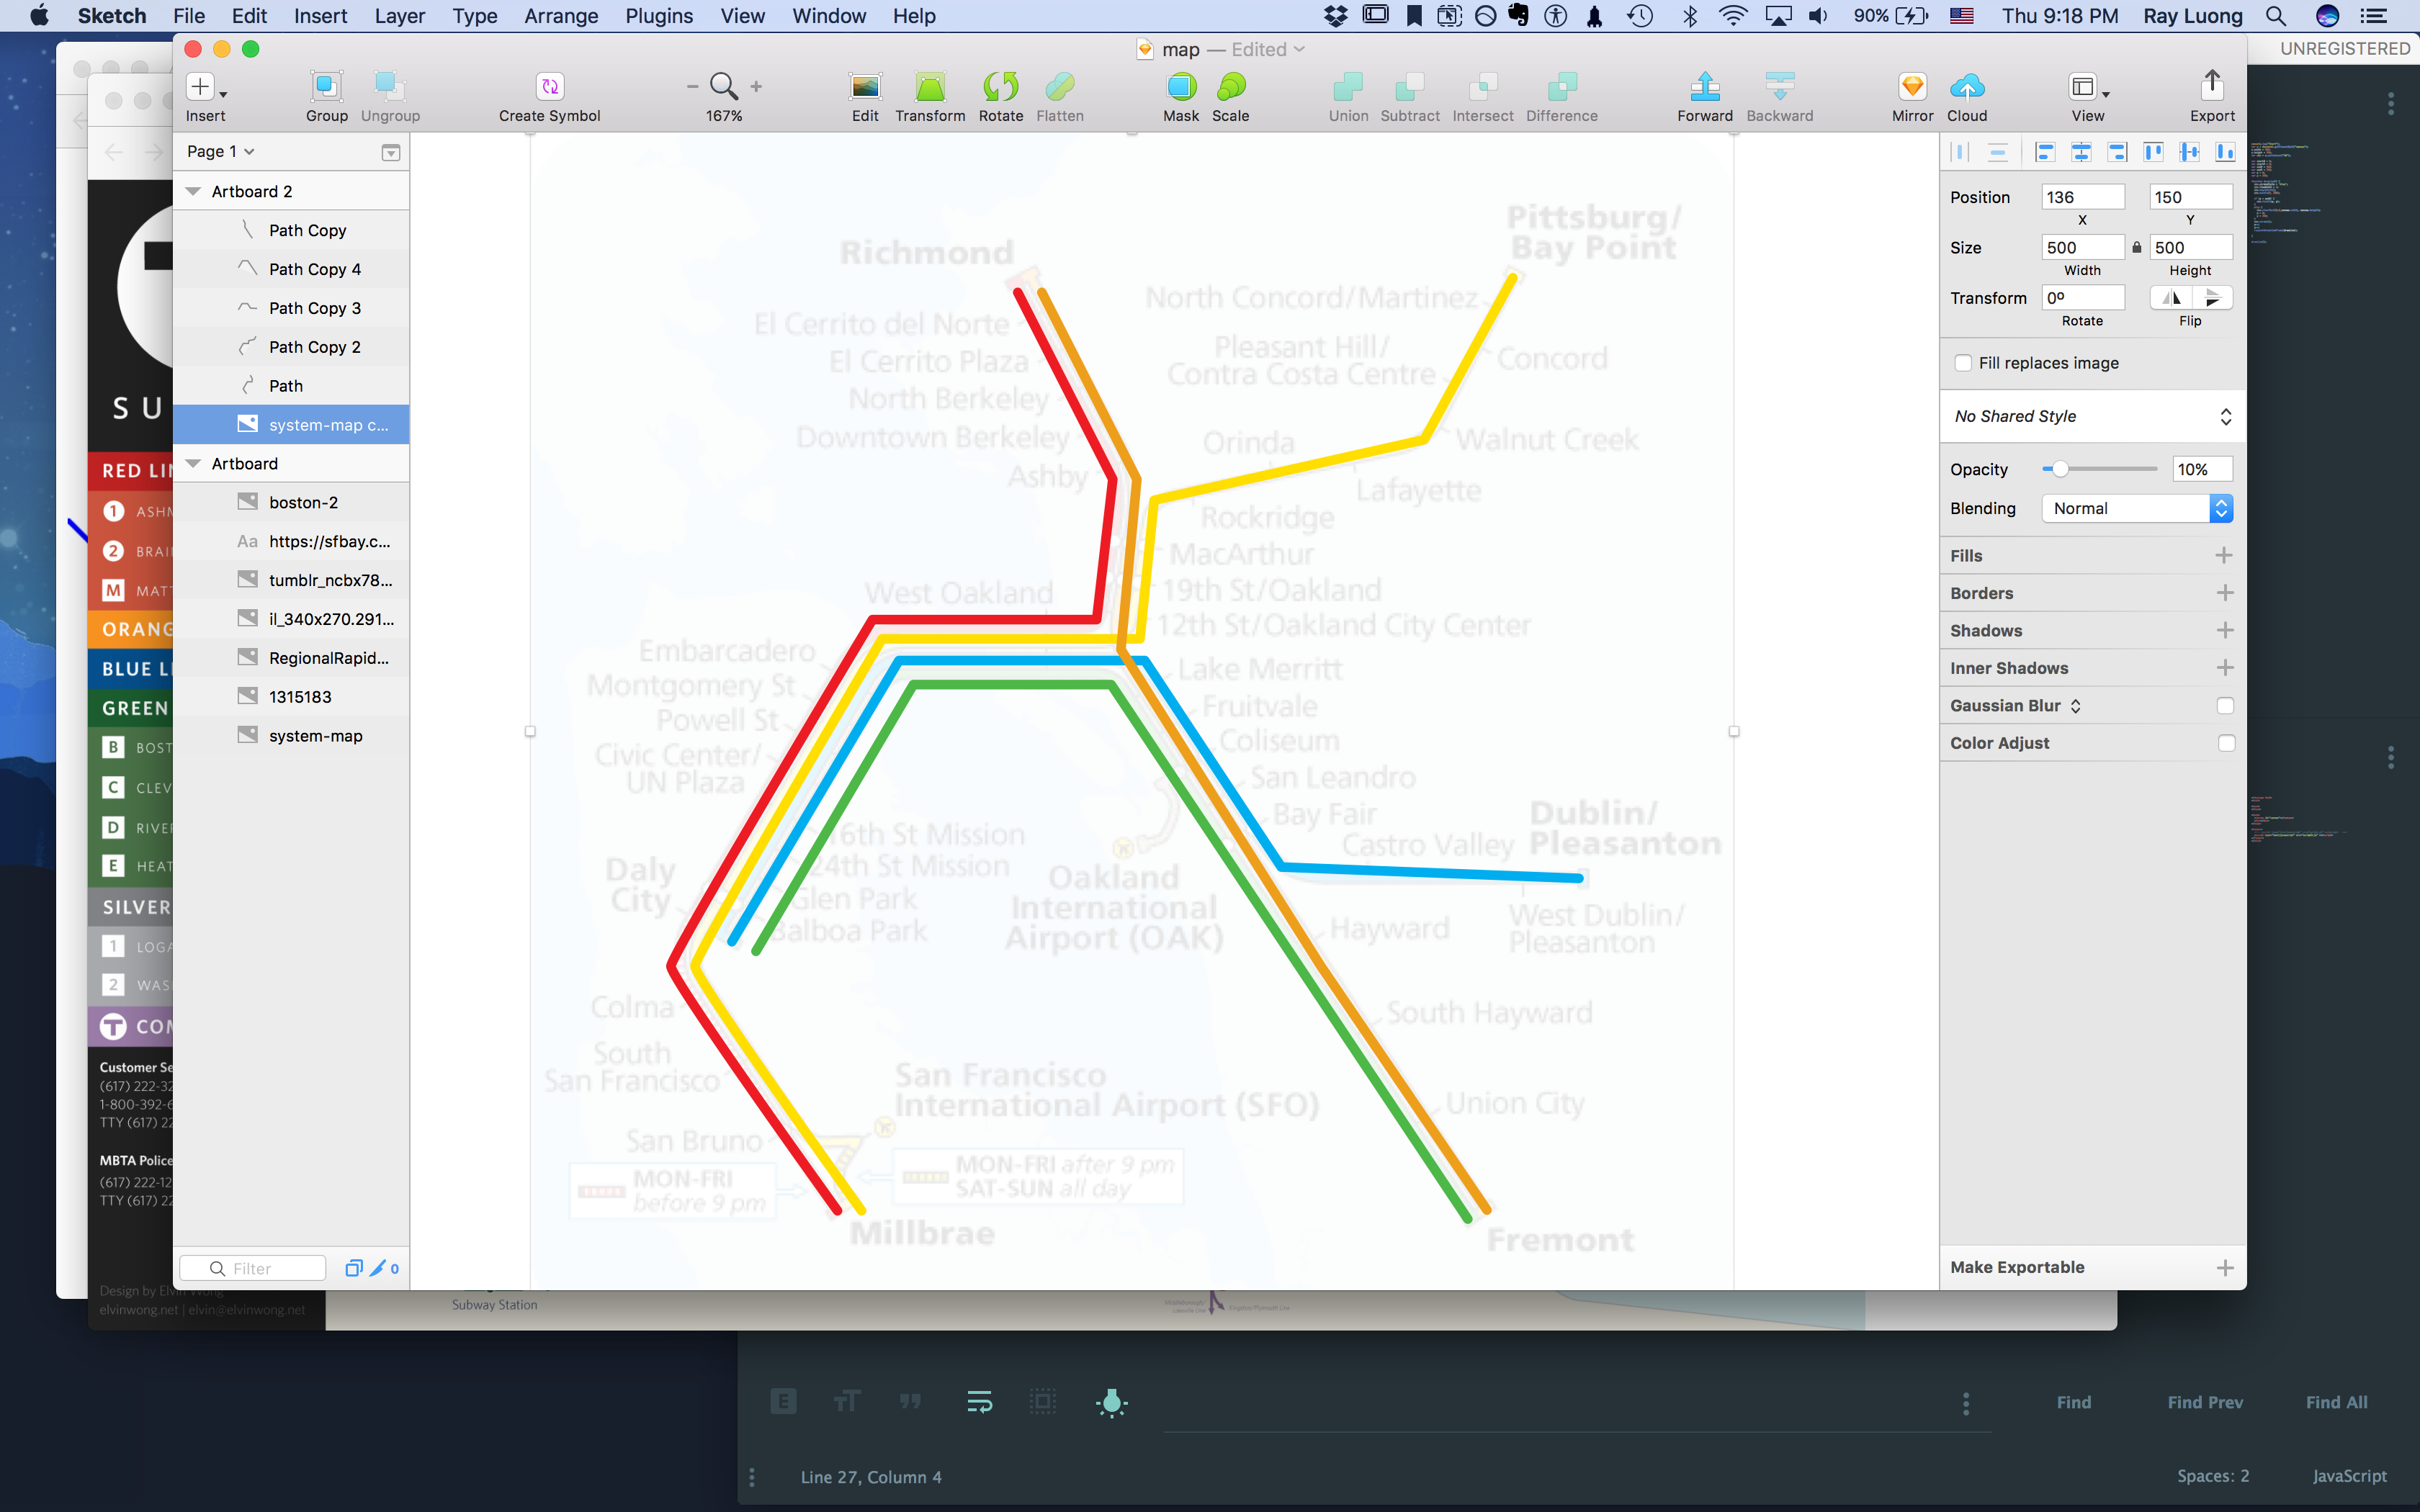 Sketch File Edit Insert Layer Type Arrange Plugins View Window Help
90% Thu 9:18 PM Ray Luong
UNREGISTERED
map — Edited
Insert Group Ungroup Create Symbol 167% Edit Transform Rotate Flatten Mask Scale Union Subtract Intersect Difference Forward Backward Mirror Cloud View Export
Page 1
Artboard 2
Path Copy
Path Copy 4
Path Copy 3
Path Copy 2
Path
system-map c...
Artboard
boston-2
Aa https://sfbay.c...
tumblr_ncbx78...
il_340x270.291...
RegionalRapid...
1315183
system-map
Filter
0
SU
RED LI
1 ASHM
2 BRAI
M MAT
ORANG
BLUE LI
GREEN
B BOST
C CLEV
D RIVE
E HEAT
SILVER
1 LOGA
2 WAS
T COM
Customer Se
(617) 222-32
1-800-392-6
TTY (617) 22
MBTA Police
(617) 222-12
TTY (617) 22
Design by Elvin Wong
elvinwong.net | elvin@elvinwong.net
Subway Station
Richmond
El Cerrito del Norte
El Cerrito Plaza
North Berkeley
Downtown Berkeley
Ashby
West Oakland
Pittsburg/
Bay Point
North Concord/Martinez
Pleasant Hill/
Contra Costa Centre
Concord
Walnut Creek
Orinda
Lafayette
Rockridge
MacArthur
19th St/Oakland
12th St/Oakland City Center
Embarcadero
Montgomery St
Powell St
Civic Center/
UN Plaza
16th St Mission
24th St Mission
Glen Park
Balboa Park
Daly
City
Colma
South
San Francisco
San Bruno
Lake Merritt
Fruitvale
Coliseum
San Leandro
Bay Fair
Castro Valley
Dublin/
Pleasanton
West Dublin/
Pleasanton
Oakland
International
Airport (OAK)
Hayward
South Hayward
Union City
Fremont
San Francisco
International Airport (SFO)
MON-FRI
before 9 pm
MON-FRI after 9 pm
SAT-SUN all day
Millbrae
Position 136 150
X Y
Size 500 500
Width Height
Transform 0º
Rotate Flip
Fill replaces image
No Shared Style
Opacity 10%
Blending Normal
Fills
Borders
Shadows
Inner Shadows
Gaussian Blur
Color Adjust
Make Exportable
Find Find Prev Find All
Line 27, Column 4
Spaces: 2 JavaScript